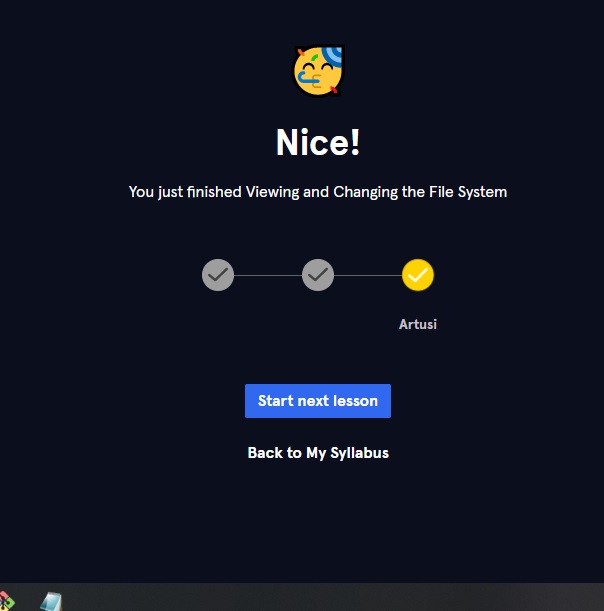 Nice!
You just finished Viewing and Changing the File System
Artusi
Start next lesson
Back to My Syllabus